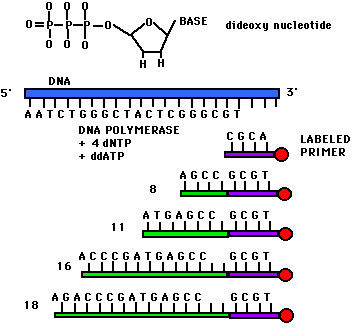 O O O
O=P-P-P-O O BASE dideoxy nucleotide
O O O
H H
DNA
5' 3'
AATCTGGGCTACTCGGGCGT
DNA POLYMERASE
+ 4 dNTP
+ ddATP
CGCA
LABELED
PRIMER
8 AGCC GCGT
11 ATGAGCC GCGT
16 ACCCGATGAGCC GCGT
18 AGACCCGATGAGCC GCGT